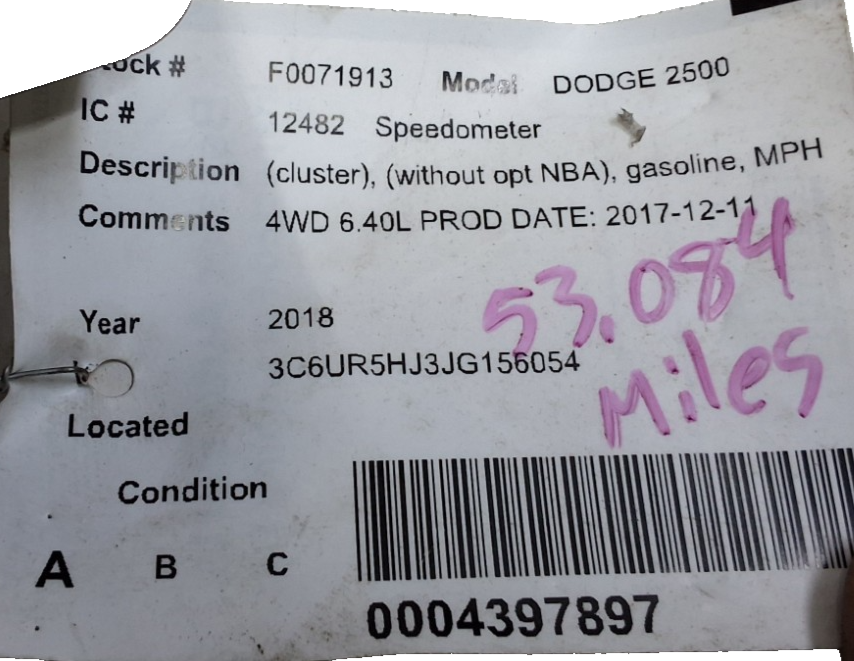 ock # F0071913 Model DODGE 2500
IC # 12482 Speedometer
Description (cluster), (without opt NBA), gasoline, MPH
Comments 4WD 6.40L PROD DATE: 2017-12-11
53.084
Year 2018
3C6UR5HJ3JG156054
Miles
Located
Condition
A B C
0004397897